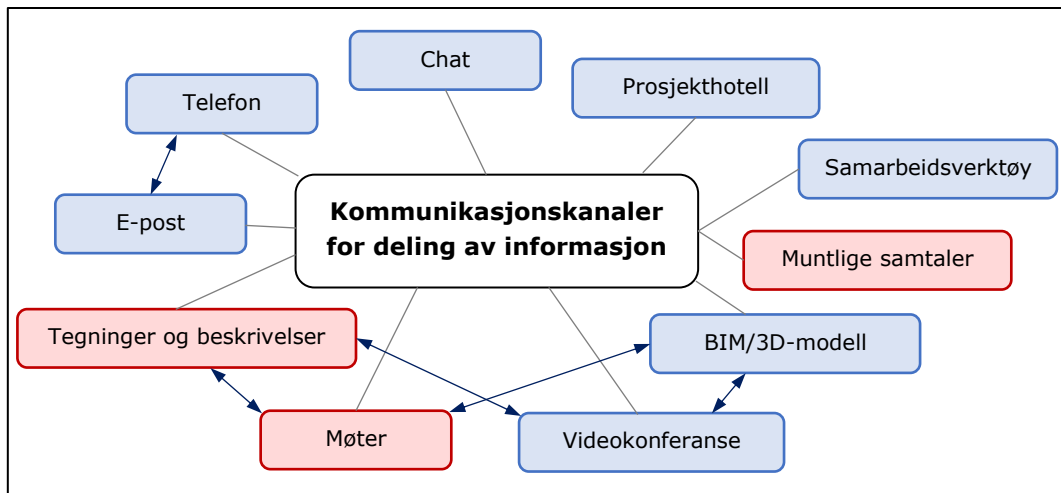 Chat
Prosjekthotell
Telefon
Samarbeidsverktøy
Kommunikasjonskanaler
for deling av informasjon
E-post
Muntlige samtaler
Tegninger og beskrivelser
BIM/3D-modell
Møter
Videokonferanse